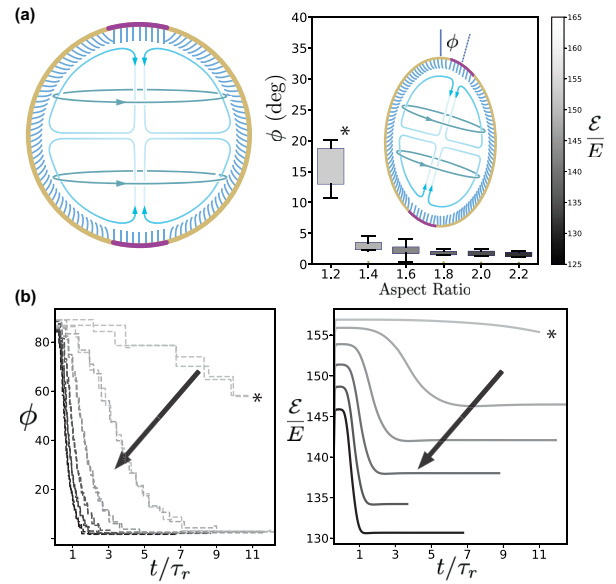 (a)
40
35
30
25
20
15
10
5
0
ϕ (deg)
ϕ
*
1.2 1.4 1.6 1.8 2.0 2.2
Aspect Ratio
165
160
155
150
145
140
135
130
125
ℰ/E
(b)
80
60
40
20
ϕ
*
1 3 5 7 9 11
t/τr
155
150
145
140
135
130
ℰ/E
*
1 3 5 7 9 11
t/τr